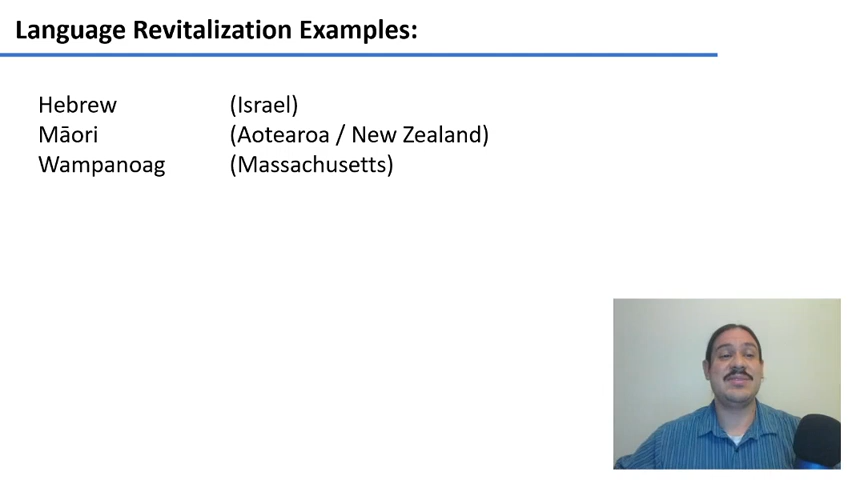 Language Revitalization Examples:
Hebrew (Israel)
Māori (Aotearoa / New Zealand)
Wampanoag (Massachusetts)